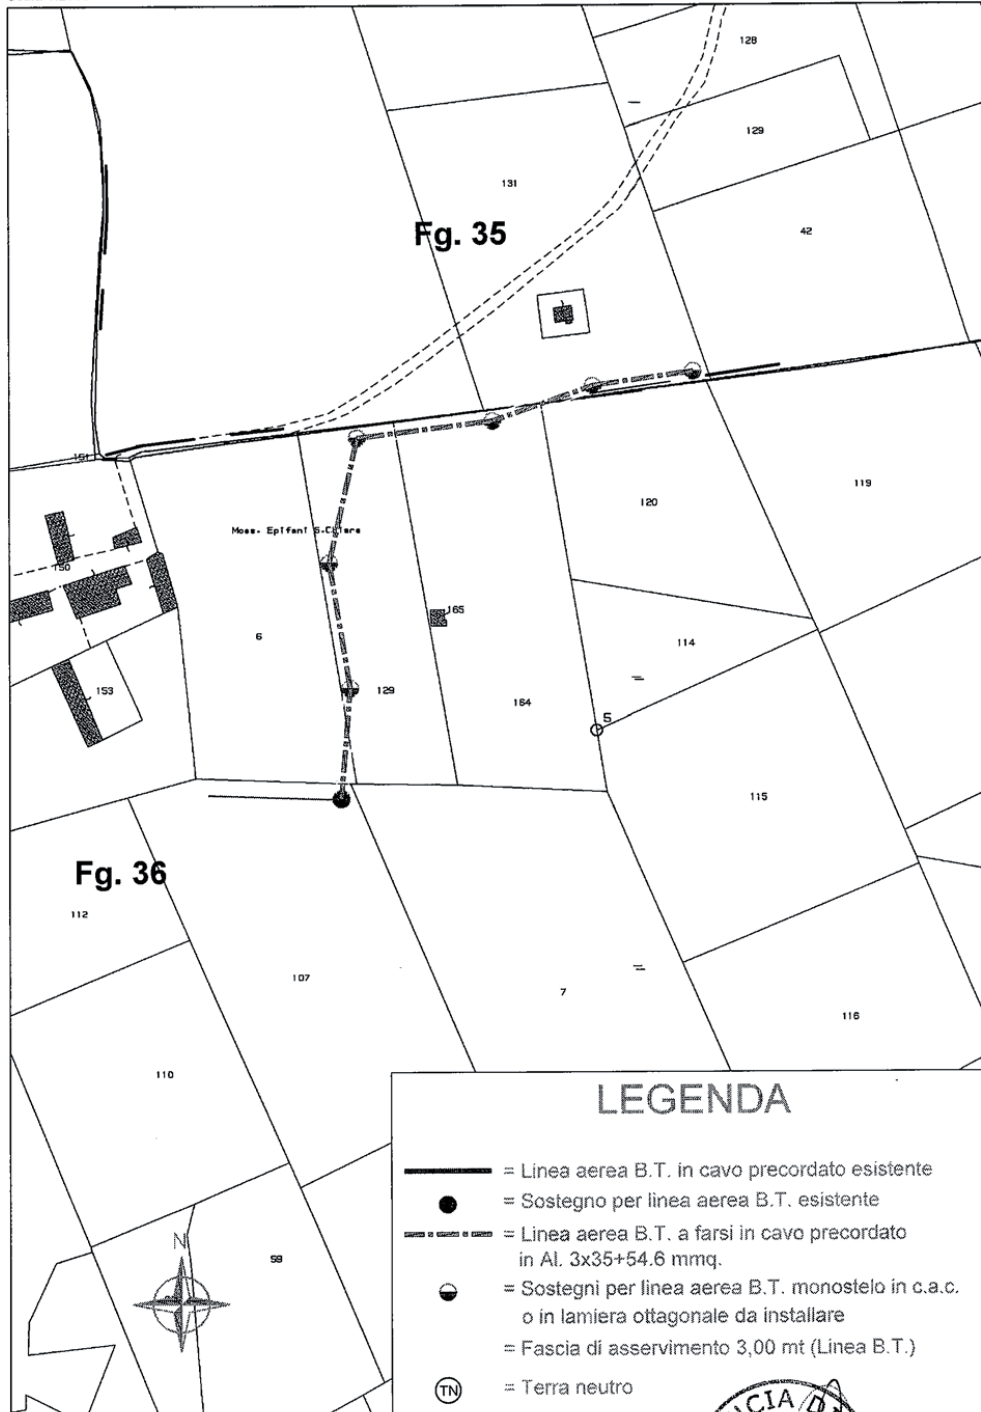 128
129
131
Fg. 35
42
151
119
120
Mass. Epifani S.Chiara
150
165
6
114
153
129
164
S
115
Fg. 36
112
107
7
116
110
LEGENDA
= Linea aerea B.T. in cavo precordato esistente
= Sostegno per linea aerea B.T. esistente
= Linea aerea B.T. a farsi in cavo precordato
in Al. 3x35+54.6 mmq.
N
59
= Sostegni per linea aerea B.T. monostelo in c.a.c.
o in lamiera ottagonale da installare
= Fascia di asservimento 3,00 mt (Linea B.T.)
TN = Terra neutro